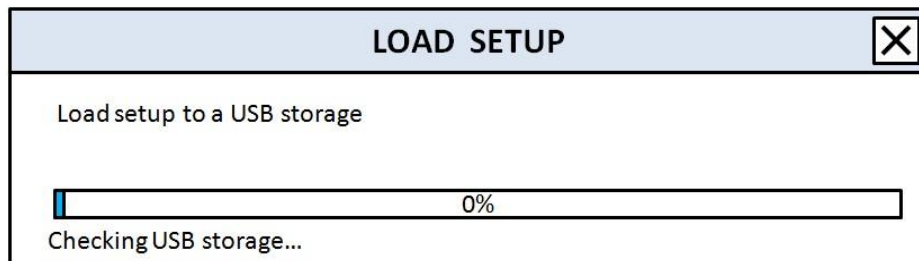 LOAD SETUP
Load setup to a USB storage
0%
Checking USB storage...